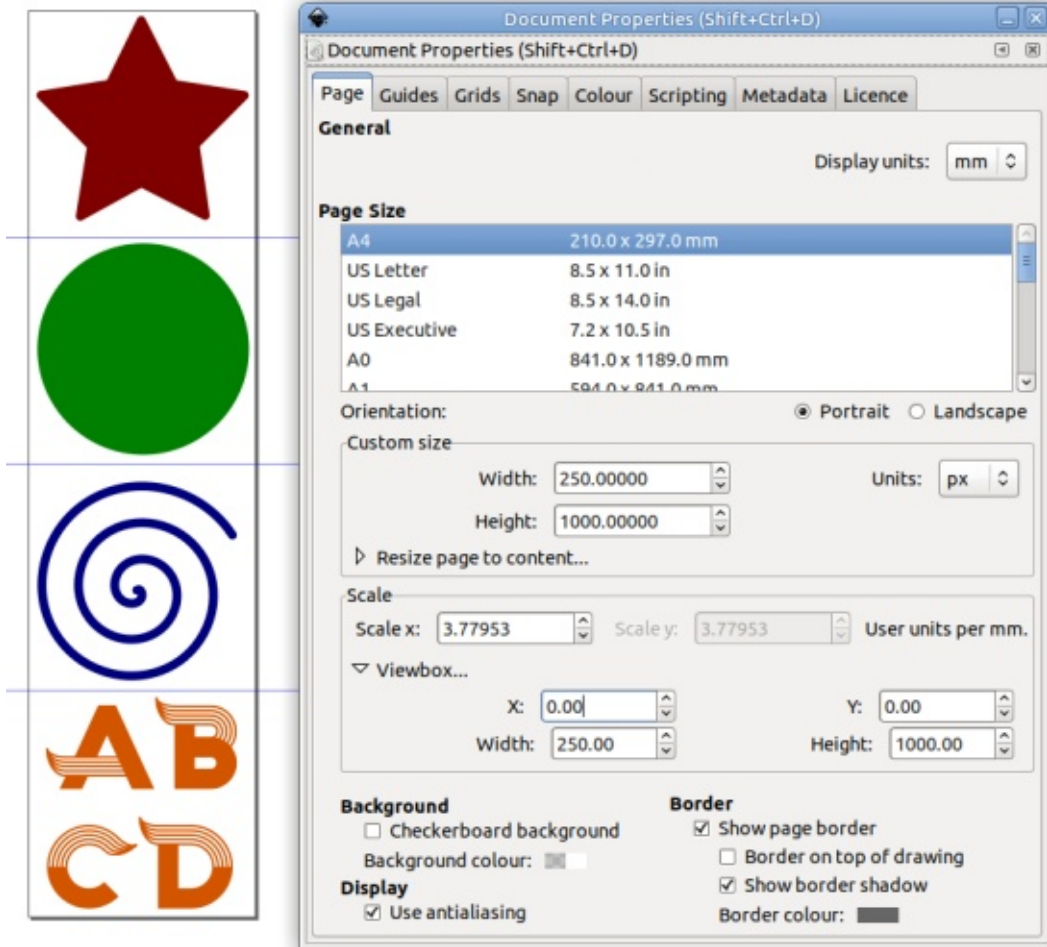 Document Properties (Shift+Ctrl+D)
Document Properties (Shift+Ctrl+D)
Page Guides Grids Snap Colour Scripting Metadata Licence
General
Display units: mm
Page Size
A4 210.0 x 297.0 mm
US Letter 8.5 x 11.0 in
US Legal 8.5 x 14.0 in
US Executive 7.2 x 10.5 in
A0 841.0 x 1189.0 mm
A1 594.0 x 841.0 mm
Orientation: Portrait Landscape
Custom size
Width: 250.00000 Units: px
Height: 1000.00000
Resize page to content...
Scale
Scale x: 3.77953 Scale y: 3.77953 User units per mm.
Viewbox...
X: 0.00 Y: 0.00
Width: 250.00 Height: 1000.00
Background
Checkerboard background
Background colour:
Display
Use antialiasing
Border
Show page border
Border on top of drawing
Show border shadow
Border colour:
AB
CD